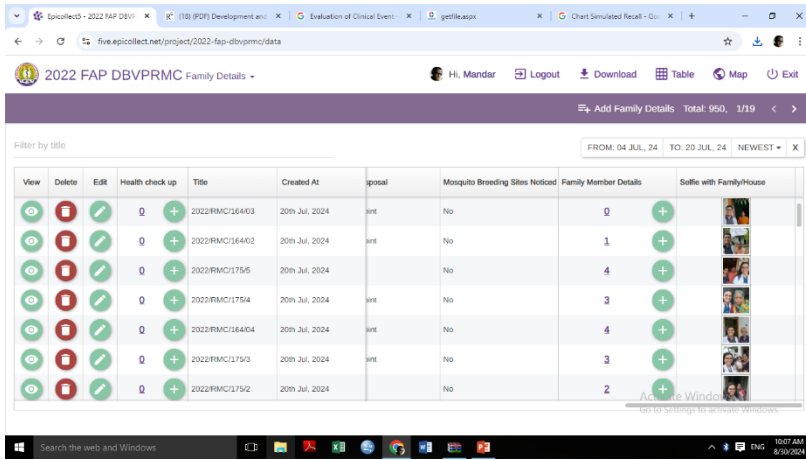 Epicollect5 - 2022 FAP DBVP
(18) (PDF) Development and
Evaluation of Clinical Event -
getfile.aspx
Chart Simulated Recall - Goo
five.epicollect.net/project/2022-fap-dbvprmc/data
2022 FAP DBVPRMC Family Details
Hi, Mandar
Logout
Download
Table
Map
Exit
Add Family Details Total: 950, 1/19
Filter by title
FROM: 04 JUL, 24 TO: 20 JUL, 24 NEWEST X
View Delete Edit Health check up Title Created At sposal Mosquito Breeding Sites Noticed Family Member Details Selfie with Family/House
0 2022/RMC/164/03 20th Jul, 2024 oint No 0
0 2022/RMC/164/02 20th Jul, 2024 oint No 1
0 2022/RMC/175/5 20th Jul, 2024 No 4
0 2022/RMC/175/4 20th Jul, 2024 oint No 3
0 2022/RMC/164/04 20th Jul, 2024 No 4
0 2022/RMC/175/3 20th Jul, 2024 oint No 3
0 2022/RMC/175/2 20th Jul, 2024 No 2
Activate Windows
Go to Settings to activate Windows.
Search the web and Windows
ENG
10:07 AM
8/30/2024